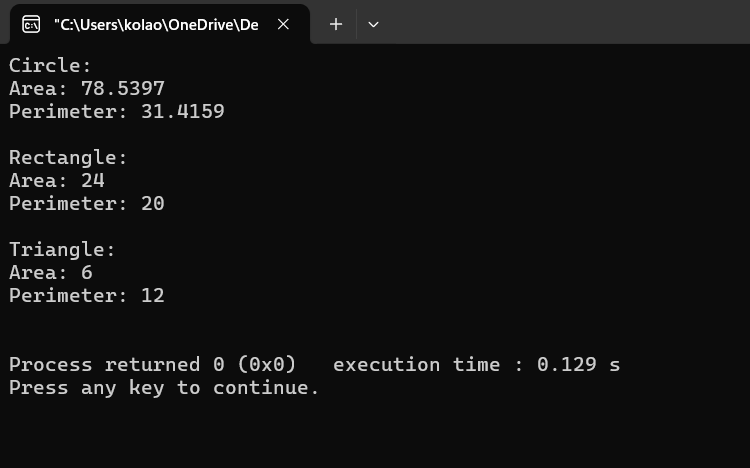 "C:\Users\kolao\OneDrive\De
Circle:
Area: 78.5397
Perimeter: 31.4159
Rectangle:
Area: 24
Perimeter: 20
Triangle:
Area: 6
Perimeter: 12
Process returned 0 (0x0)   execution time : 0.129 s
Press any key to continue.